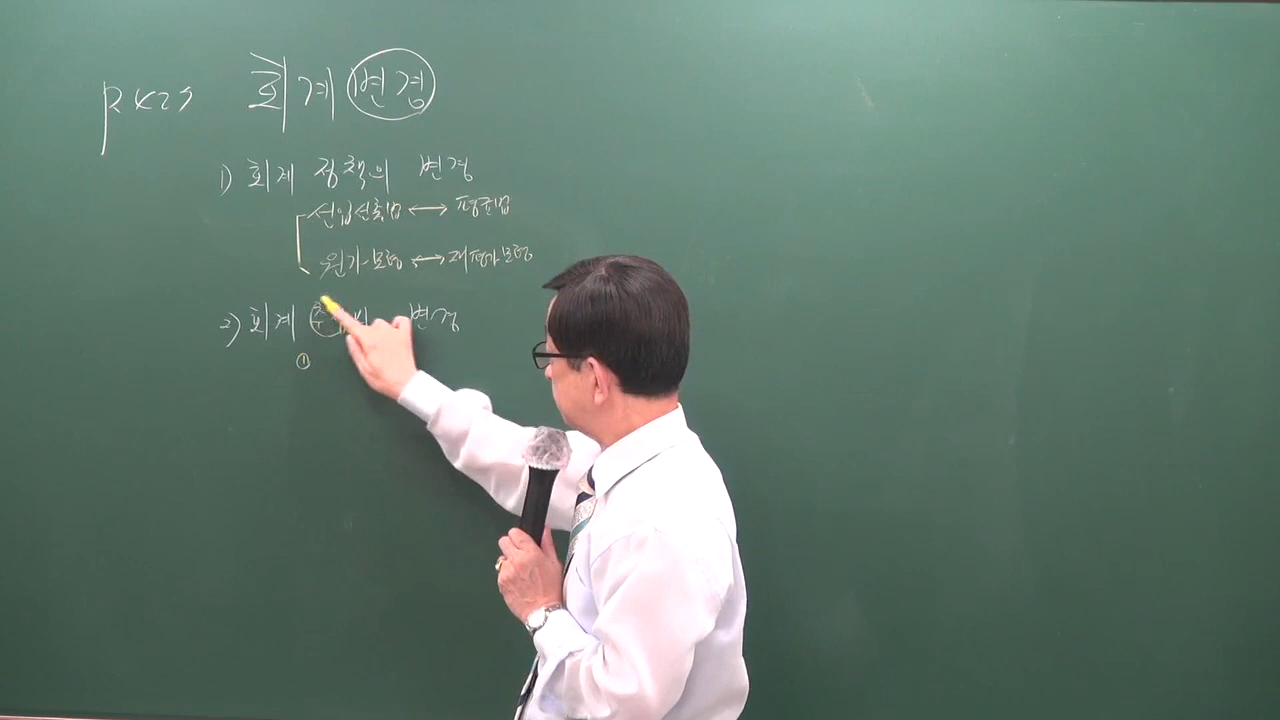 P425 회계 변경
1) 회계 정책의 변경
선입선출법 ↔ 평균법
원가모형 ↔ 재평가모형
2) 회계 변경
①